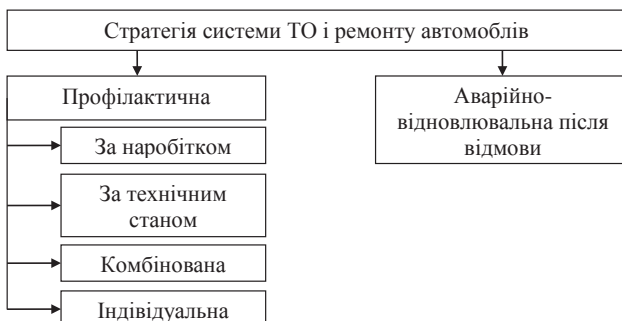 Стратегія системи ТО і ремонту автомоблів
Профілактична
Аварійно-
відновлювальна після
відмови
За наробітком
За технічним
станом
Комбінована
Індивідуальна